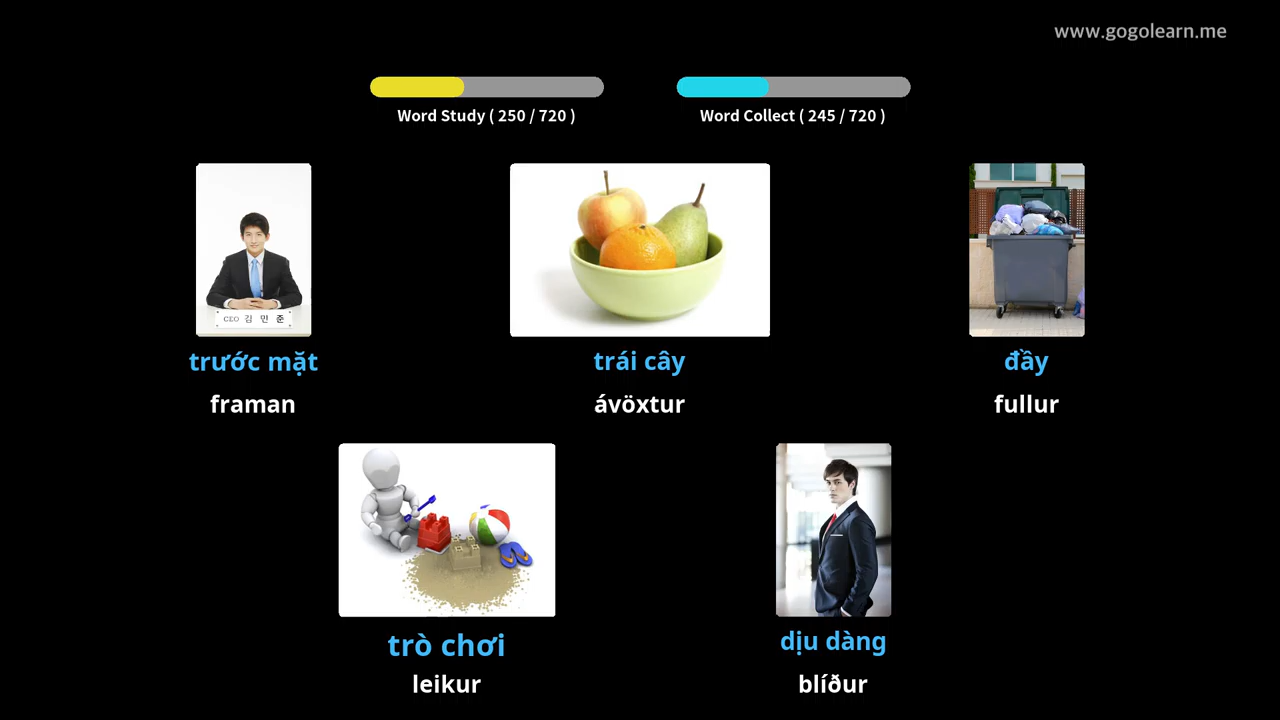 www.gogolearn.me
Word Study ( 250 / 720 )
Word Collect ( 245 / 720 )
CEO 김 민 준
trước mặt
framan
trái cây
ávöxtur
đầy
fullur
trò chơi
leikur
dịu dàng
blíður